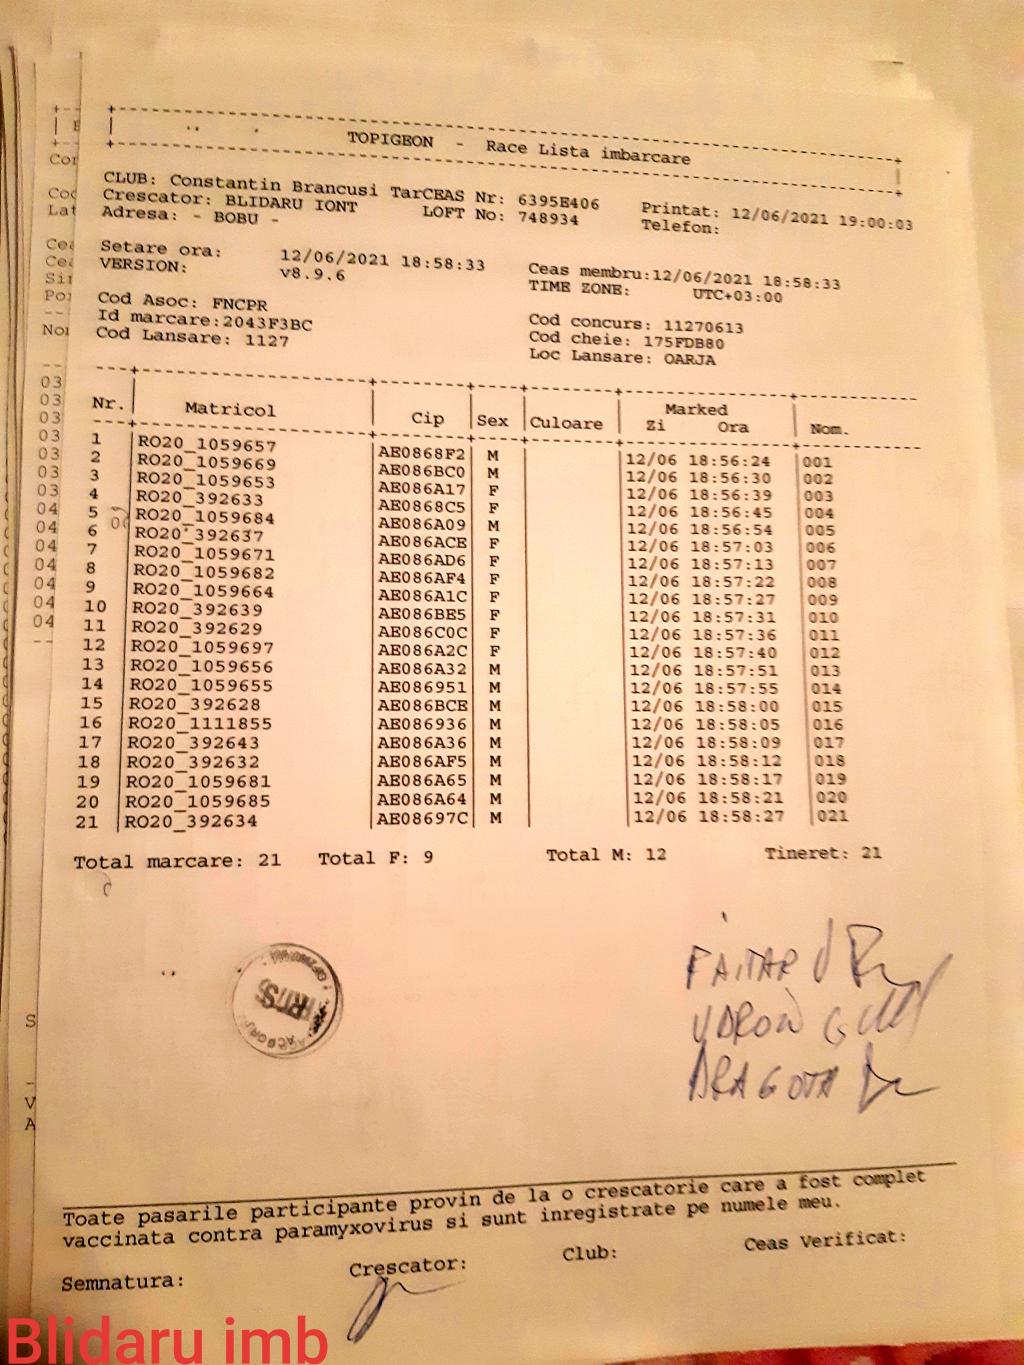 TOPIGEON - Race Lista imbarcare
CLUB: Constantin Brancusi TarCEAS Nr: 6395E406 Printat: 12/06/2021 19:00:03
Crescator: BLIDARU IONT LOFT No: 748934 Telefon:
Adresa: - BOBU -
Setare ora: 12/06/2021 18:58:33 Ceas membru:12/06/2021 18:58:33
VERSION: v8.9.6 TIME ZONE: UTC+03:00
Cod Asoc: FNCPR Cod concurs: 11270613
Id marcare:2043F3BC Cod cheie: 175FDB80
Cod Lansare: 1127 Loc Lansare: OARJA
Nr. Matricol Cip Sex Culoare Marked Zi Ora Nom.
1 RO20_1059657 AE0868F2 M 12/06 18:56:24 001
2 RO20_1059669 AE086BC0 M 12/06 18:56:30 002
3 RO20_1059653 AE086A17 F 12/06 18:56:39 003
4 RO20_392633 AE0868C5 F 12/06 18:56:45 004
5 RO20_1059684 AE086A09 M 12/06 18:56:54 005
6 RO20_392637 AE086ACE F 12/06 18:57:03 006
7 RO20_1059671 AE086AD6 F 12/06 18:57:13 007
8 RO20_1059682 AE086AF4 F 12/06 18:57:22 008
9 RO20_1059664 AE086A1C F 12/06 18:57:27 009
10 RO20_392639 AE086BE5 F 12/06 18:57:31 010
11 RO20_392629 AE086C0C F 12/06 18:57:36 011
12 RO20_1059697 AE086A2C F 12/06 18:57:40 012
13 RO20_1059656 AE086A32 M 12/06 18:57:51 013
14 RO20_1059655 AE086951 M 12/06 18:57:55 014
15 RO20_392628 AE086BCE M 12/06 18:58:00 015
16 RO20_1111855 AE086936 M 12/06 18:58:05 016
17 RO20_392643 AE086A36 M 12/06 18:58:09 017
18 RO20_392632 AE086AF5 M 12/06 18:58:12 018
19 RO20_1059681 AE086A65 M 12/06 18:58:17 019
20 RO20_1059685 AE086A64 M 12/06 18:58:21 020
21 RO20_392634 AE08697C M 12/06 18:58:27 021
Total marcare: 21 Total F: 9 Total M: 12 Tineret: 21
DRAGOTA
Toate pasarile participante provin de la o crescatorie care a fost complet
vaccinata contra paramyxovirus si sunt inregistrate pe numele meu.
Semnatura: Crescator: Club: Ceas Verificat:
Blidaru imb